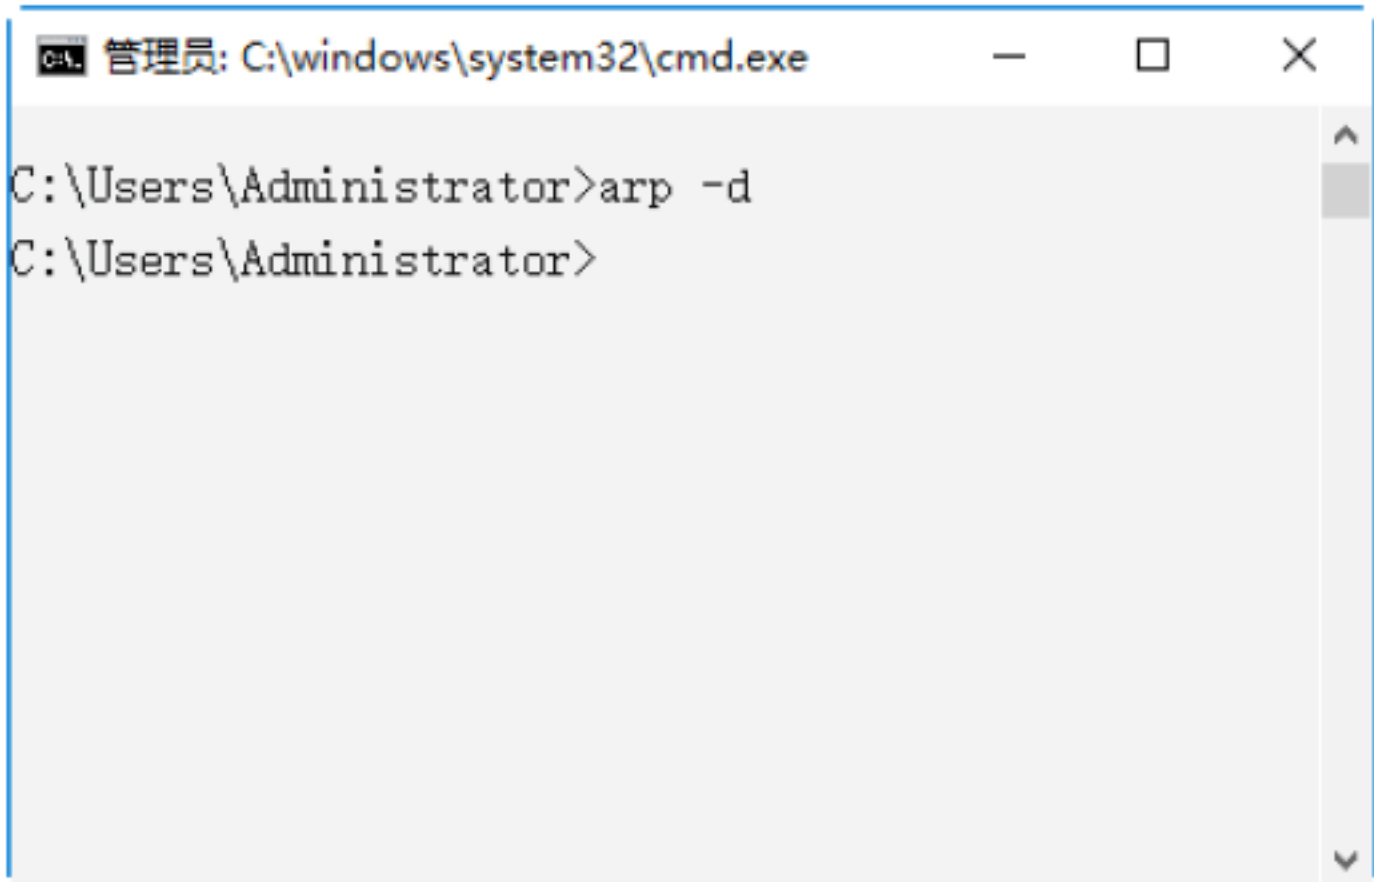 管理员: C:\windows\system32\cmd.exe
C:\Users\Administrator>arp -d
C:\Users\Administrator>